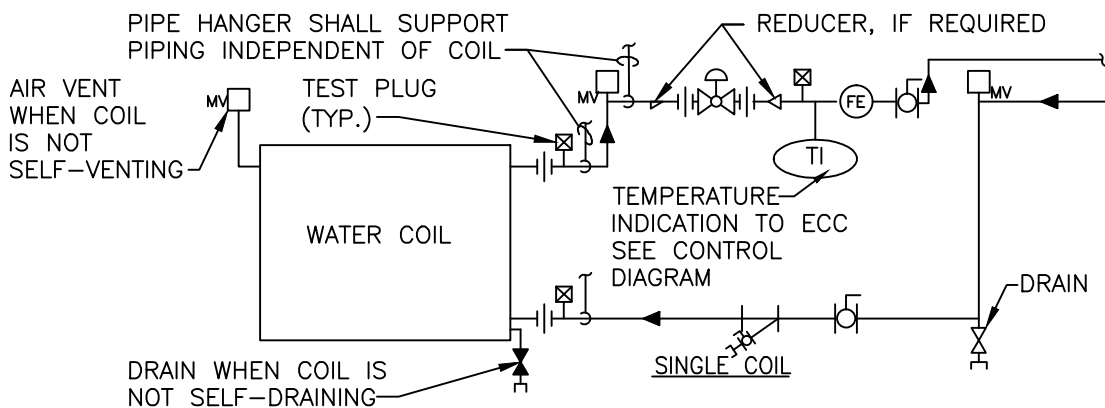 PIPE HANGER SHALL SUPPORT
PIPING INDEPENDENT OF COIL
REDUCER, IF REQUIRED
AIR VENT
WHEN COIL
IS NOT
SELF-VENTING
MV
TEST PLUG
(TYP.)
MV
FE
MV
TI
TEMPERATURE
INDICATION TO ECC
SEE CONTROL
DIAGRAM
WATER COIL
DRAIN
SINGLE COIL
DRAIN WHEN COIL IS
NOT SELF-DRAINING